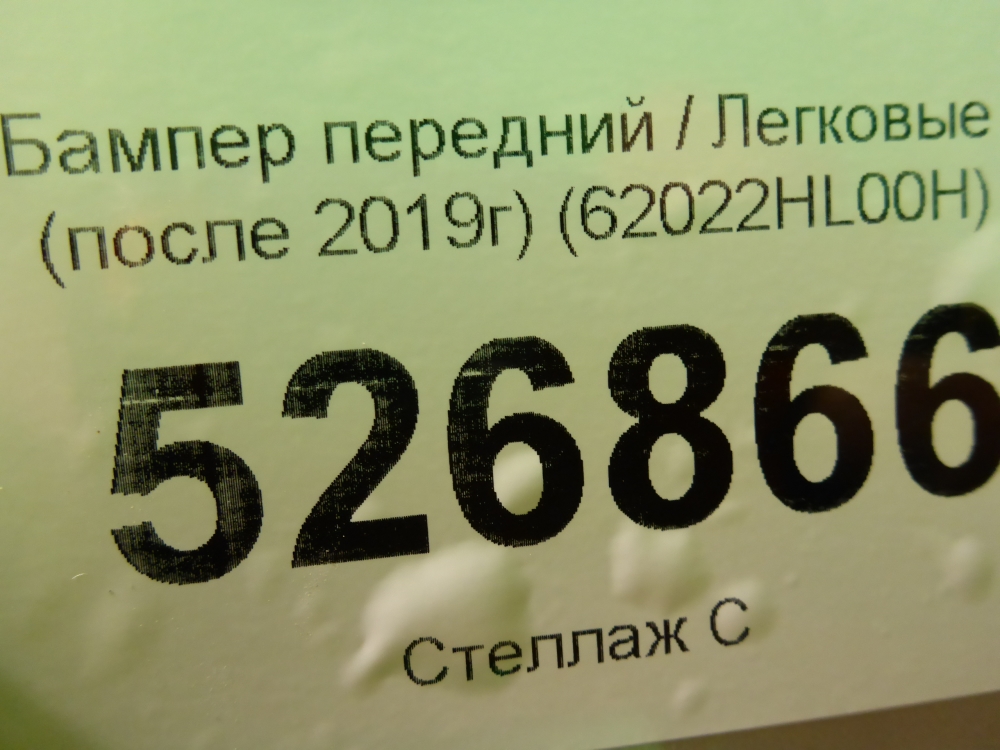 Бампер передний / Легковые
(после 2019г) (62022HL00H)
526866
Стеллаж С